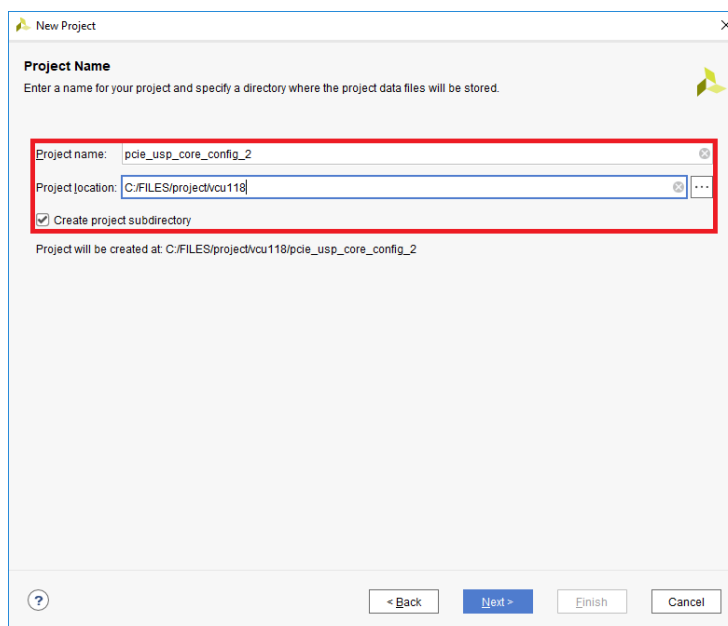 New Project
Project Name
Enter a name for your project and specify a directory where the project data files will be stored.
Project name: pcie_usp_core_config_2
Project location: C:/FILES/project/vcu118
Create project subdirectory
Project will be created at: C:/FILES/project/vcu118/pcie_usp_core_config_2
? < Back Next > Finish Cancel